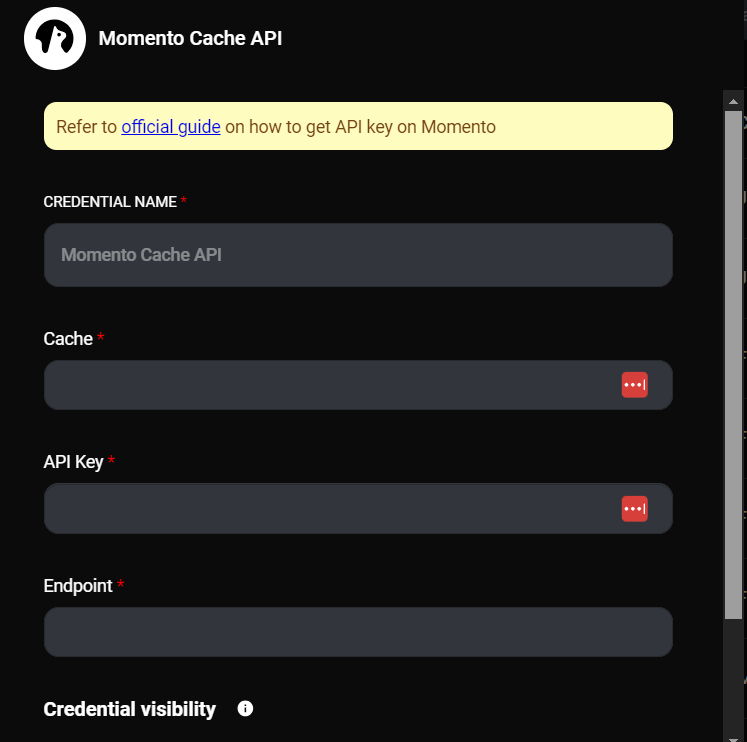 Momento Cache API
Refer to official guide on how to get API key on Momento
CREDENTIAL NAME *
Momento Cache API
Cache *
API Key *
Endpoint *
Credential visibility